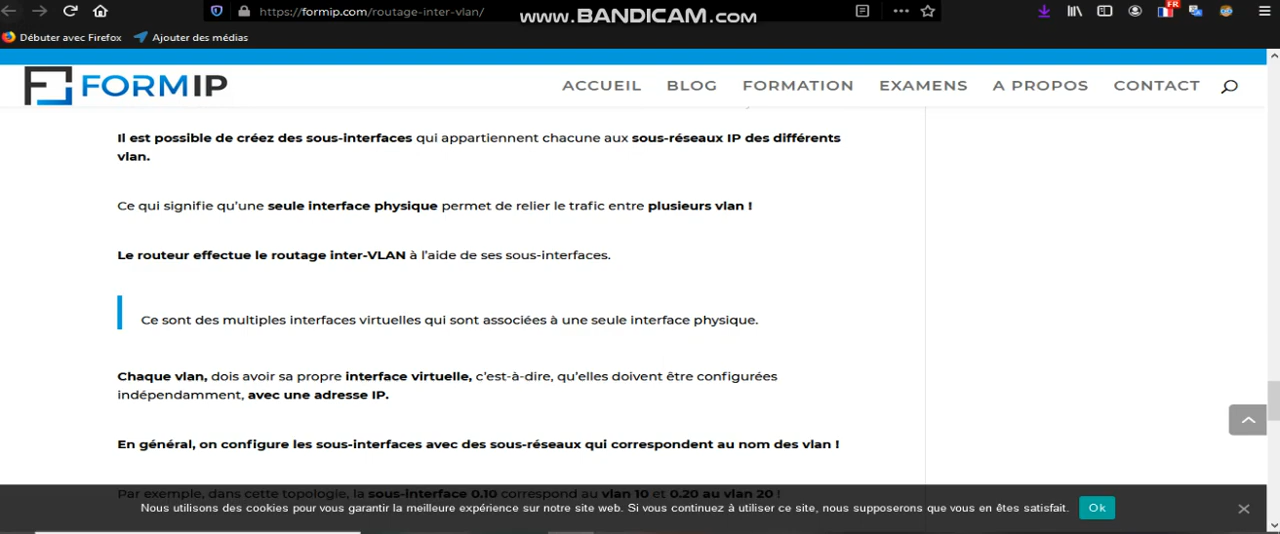 https://formip.com/routage-inter-vlan/
www.BANDICAM.com
FR
Débuter avec Firefox
Ajouter des médias
FORMIP
ACCUEIL
BLOG
FORMATION
EXAMENS
A PROPOS
CONTACT
Il est possible de créez des sous-interfaces qui appartiennent chacune aux sous-réseaux IP des différents
vlan.
Ce qui signifie qu'une seule interface physique permet de relier le trafic entre plusieurs vlan !
Le routeur effectue le routage inter-VLAN à l'aide de ses sous-interfaces.
Ce sont des multiples interfaces virtuelles qui sont associées à une seule interface physique.
Chaque vlan, dois avoir sa propre interface virtuelle, c'est-à-dire, qu'elles doivent être configurées
indépendamment, avec une adresse IP.
En général, on configure les sous-interfaces avec des sous-réseaux qui correspondent au nom des vlan !
Par exemple, dans cette topologie, la sous-interface 0.10 correspond au vlan 10 et 0.20 au vlan 20 !
Nous utilisons des cookies pour vous garantir la meilleure expérience sur notre site web. Si vous continuez à utiliser ce site, nous supposerons que vous en êtes satisfait.
Ok